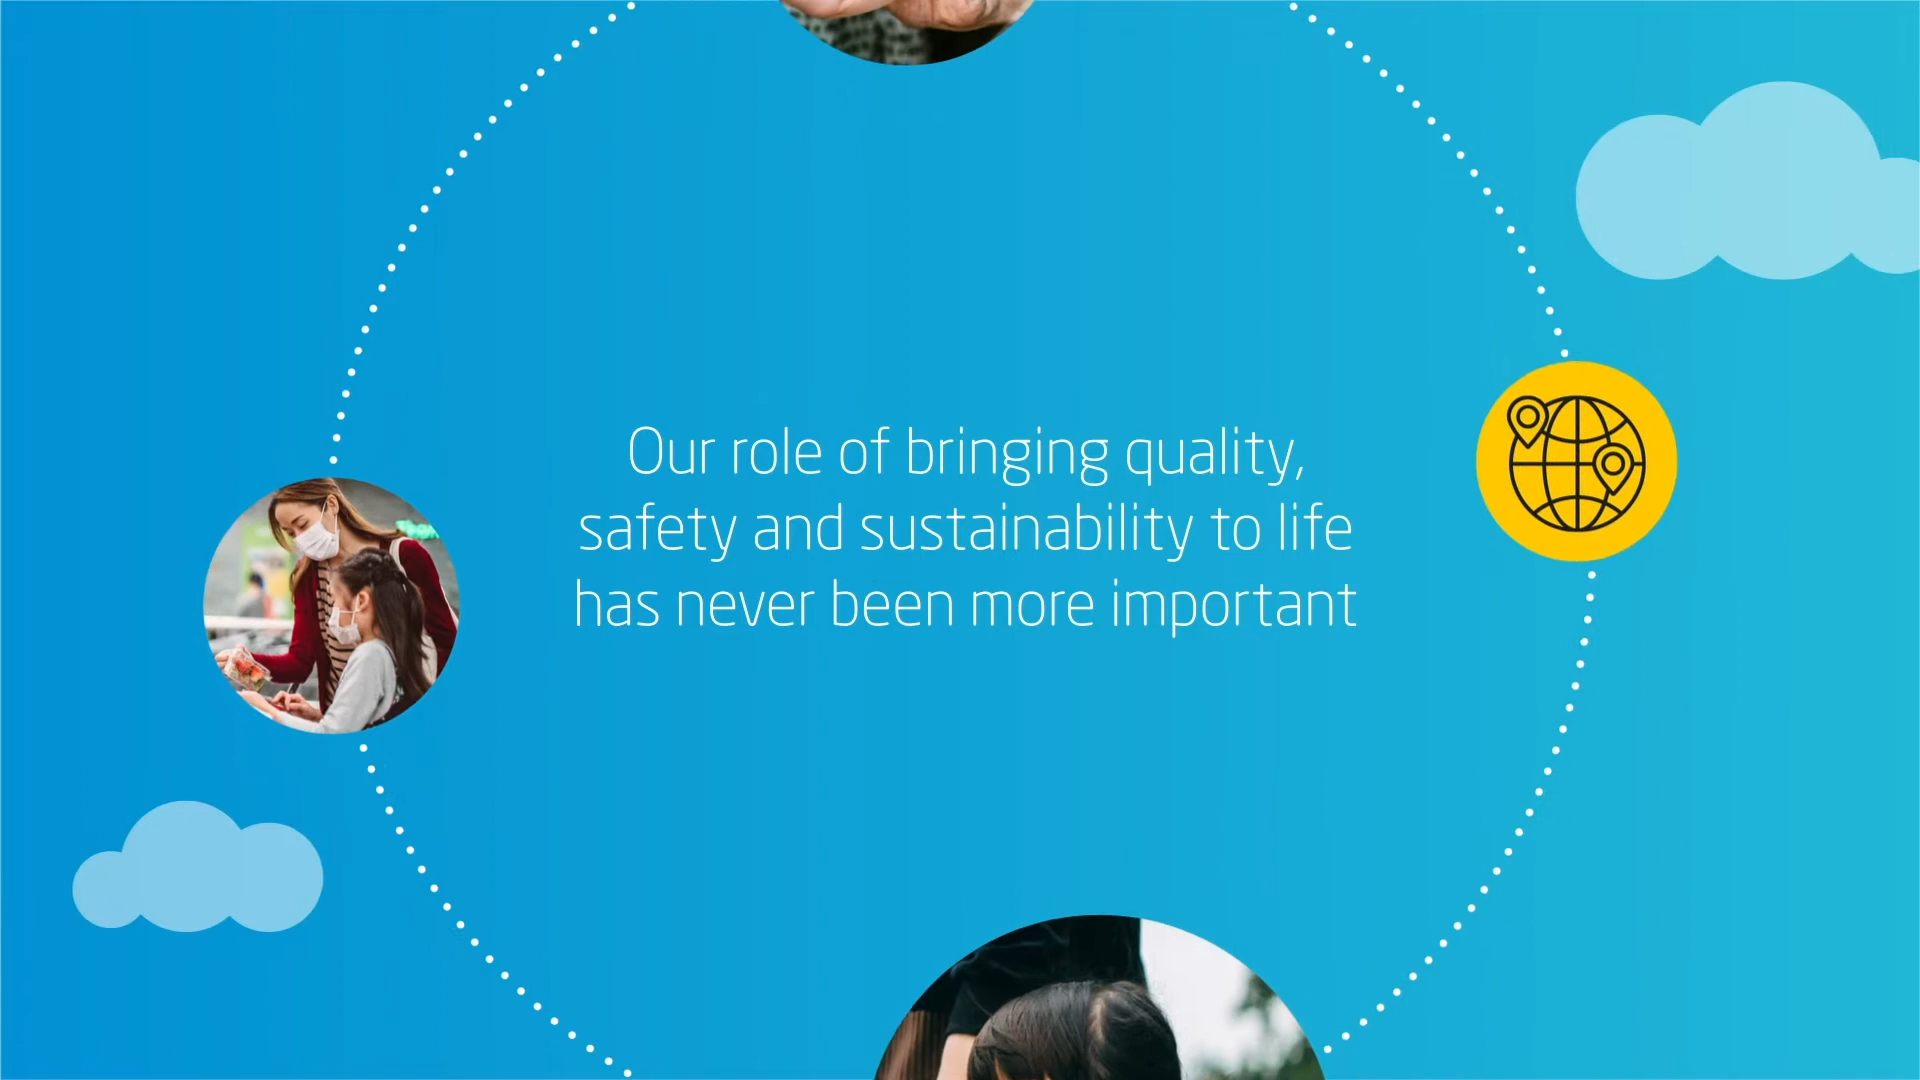 Our role of bringing quality,
safety and sustainability to life
has never been more important